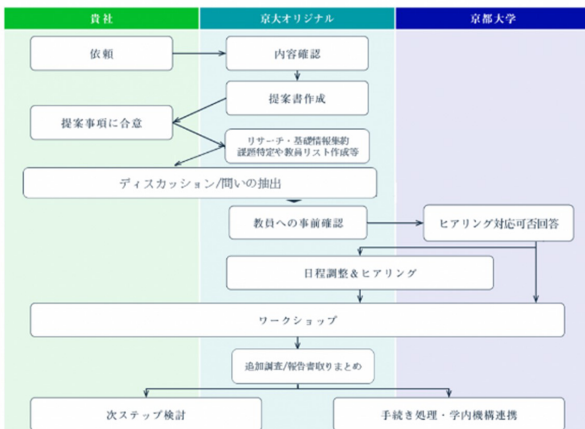 貴社
京大オリジナル
京都大学
依頼
内容確認
提案書作成
提案事項に合意
リサーチ・基礎情報集約
課題特定や教員リスト作成等
ディスカッション/問いの抽出
教員への事前確認
ヒアリング対応可否回答
日程調整&ヒアリング
ワークショップ
追加調査/報告書取りまとめ
次ステップ検討
手続き処理・学内機構連携